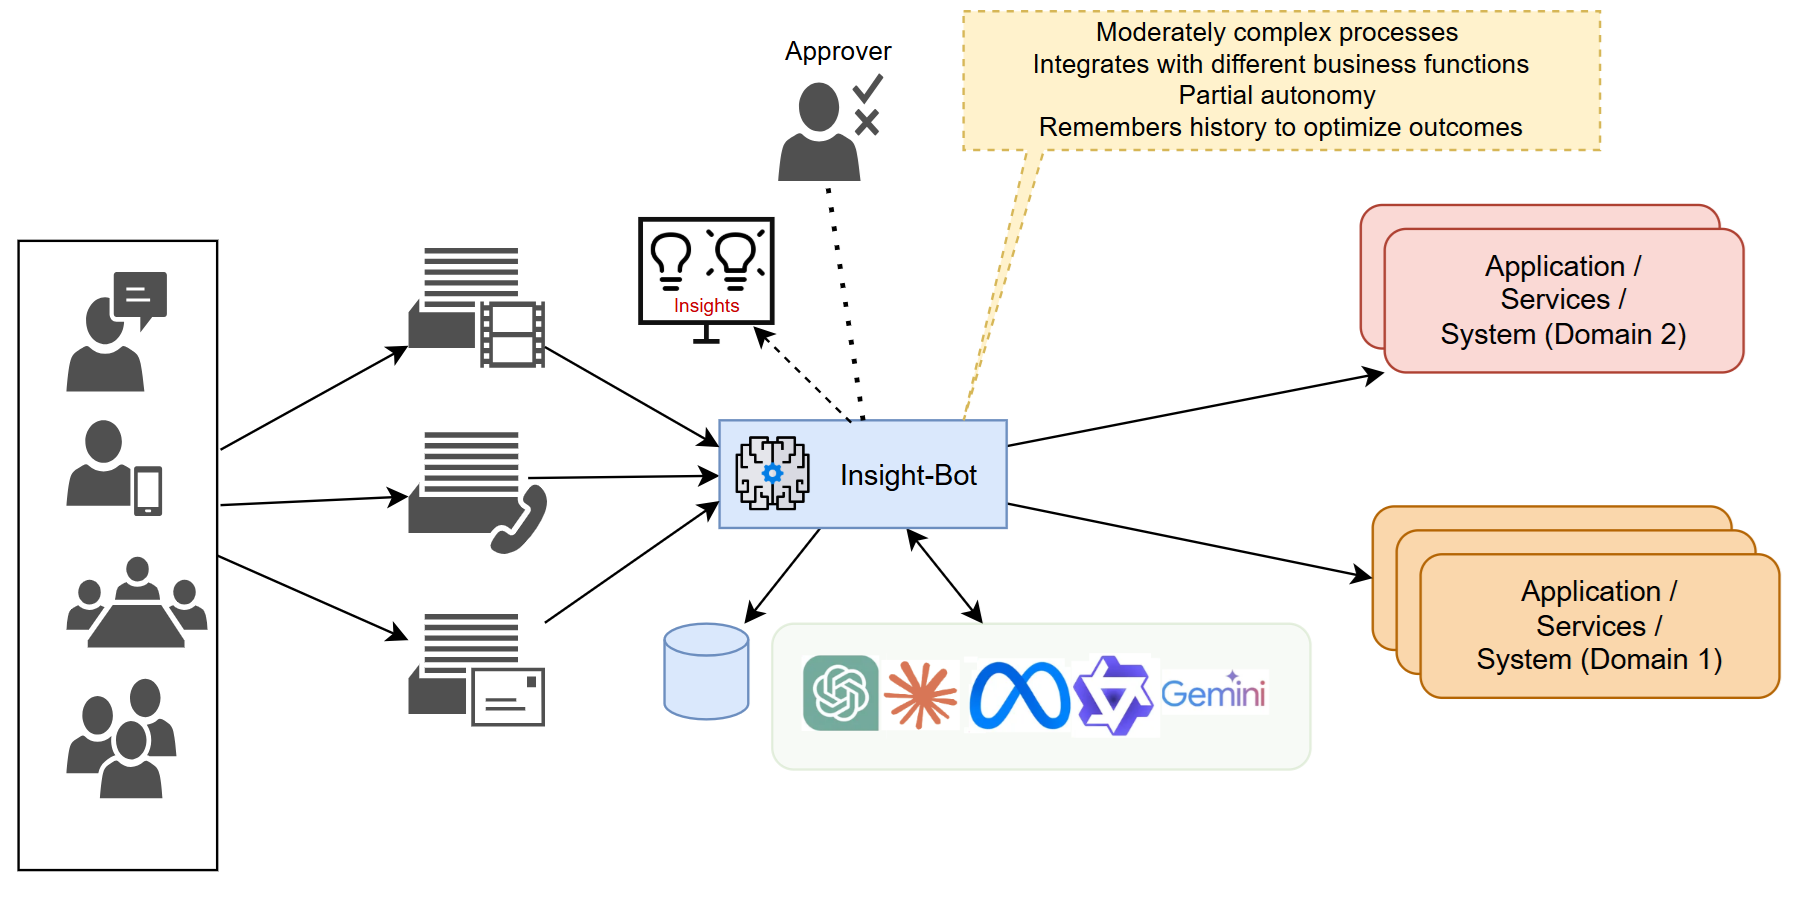 Approver
Moderately complex processes
Integrates with different business functions
Partial autonomy
Remembers history to optimize outcomes
Insights
Application /
Services /
System (Domain 2)
Insight-Bot
Application /
Services /
System (Domain 1)
Gemini